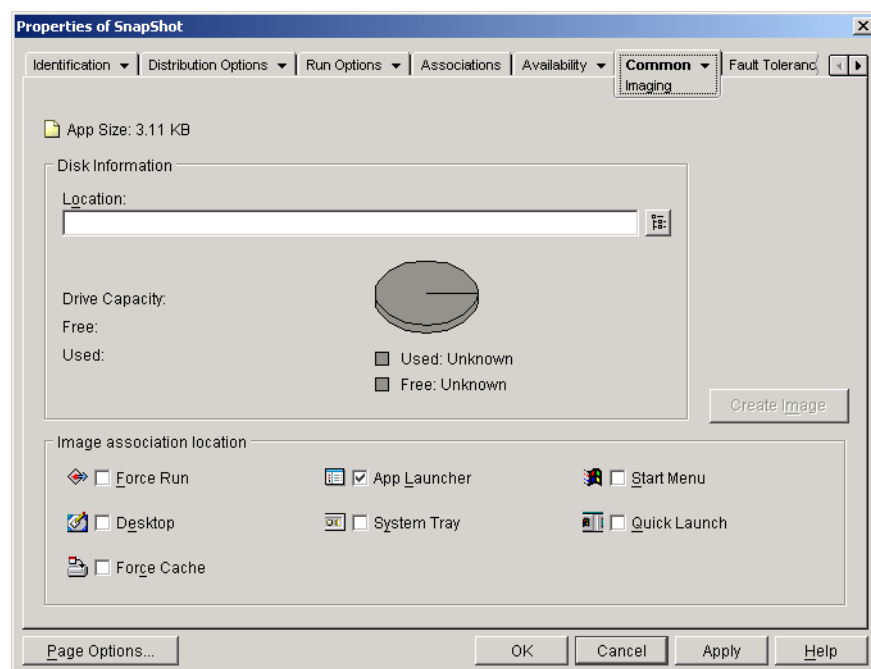 Properties of SnapShot
Identification
Distribution Options
Run Options
Associations
Availability
Common
Imaging
Fault Toleranc
App Size: 3.11 KB
Disk Information
Location:
Drive Capacity:
Free:
Used:
Used: Unknown
Free: Unknown
Create Image
Image association location
Force Run
App Launcher
Start Menu
Desktop
System Tray
Quick Launch
Force Cache
Page Options...
OK
Cancel
Apply
Help